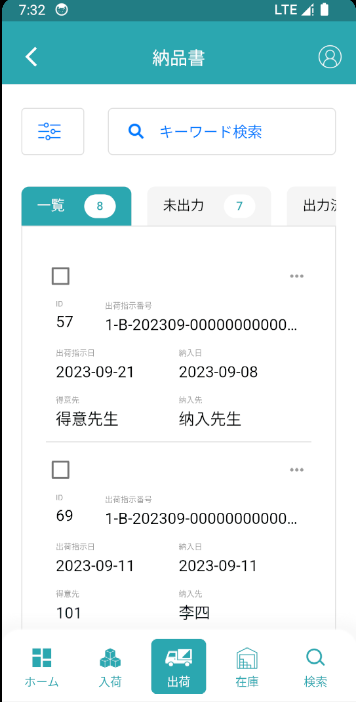 7:32 LTE
納品書
キーワード検索
一覧 8 未出力 7 出力済
ID 出荷指示番号
57 1-B-202309-00000000000...
出荷指示日 納入日
2023-09-21 2023-09-08
得意先 納入先
得意先生 纳入先生
ID 出荷指示番号
69 1-B-202309-00000000000...
出荷指示日 納入日
2023-09-11 2023-09-11
得意先 納入先
101 李四
ホーム 入荷 出荷 在庫 検索